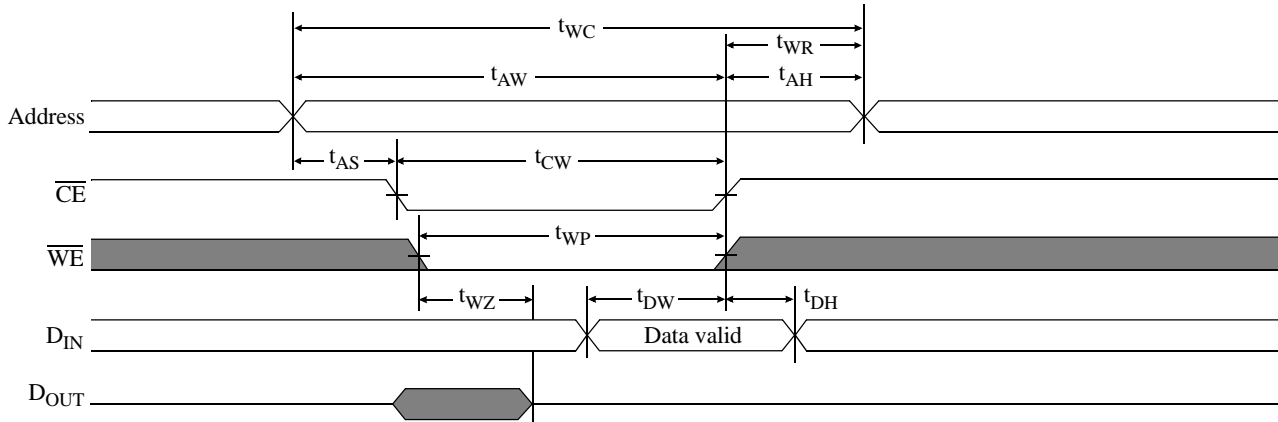 tWC
tWR
tAW
tAH
Address
tAS
tCW
CE
tWP
WE
tWZ
tDW
tDH
DIN
Data valid
DOUT